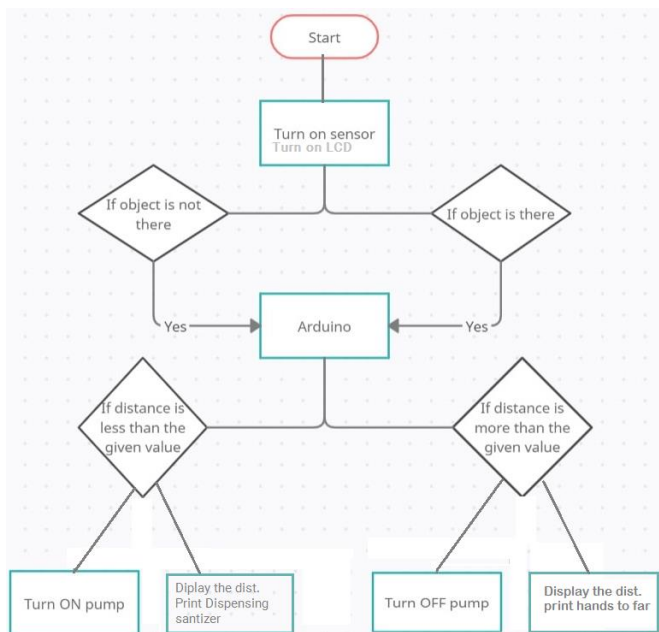 Start
Turn on sensor
Turn on LCD
If object is not
there
If object is there
Yes
Arduino
Yes
If distance is
less than the
given value
If distance is
more than the
given value
Turn ON pump
Diplay the dist.
Print Dispensing
santizer
Turn OFF pump
Display the dist.
print hands to far